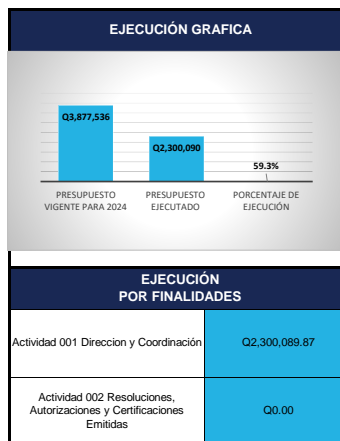 EJECUCIÓN GRAFICA
Q3,877,536
Q2,300,090
59.3%
PRESUPUESTO
VIGENTE PARA 2024
PRESUPUESTO
EJECUTADO
PORCENTAJE DE
EJECUCIÓN
EJECUCIÓN
POR FINALIDADES
Actividad 001 Direccion y Coordinación
Q2,300,089.87
Actividad 002 Resoluciones,
Autorizaciones y Certificaciones
Emitidas
Q0.00